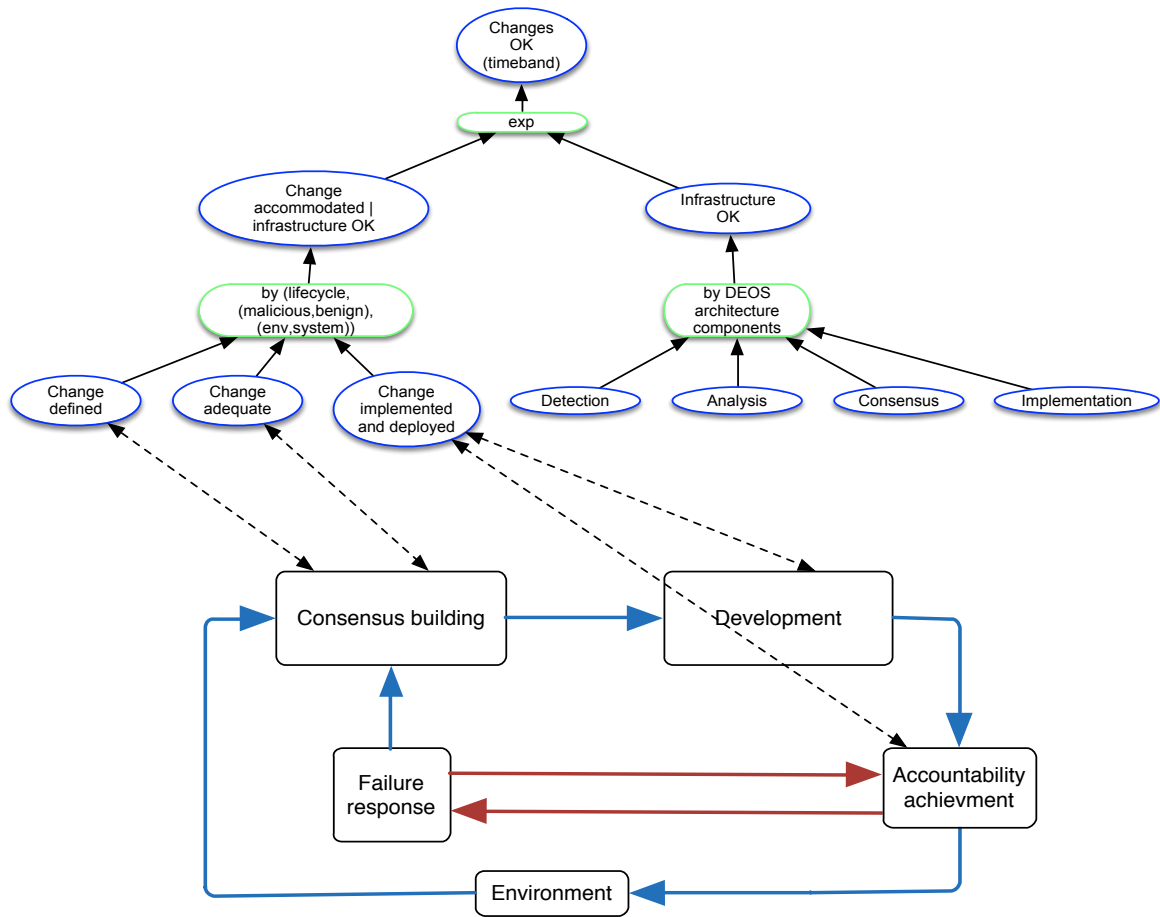 Changes
OK
(timeband)
exp
Change
accommodated |
infrastructure OK
Infrastructure
OK
by (lifecycle,
(malicious,benign),
(env,system))
by DEOS
architecture
components
Change
defined
Change
adequate
Change
implemented
and deployed
Detection
Analysis
Consensus
Implementation
Consensus building
Development
Failure
response
Accountability
achievment
Environment